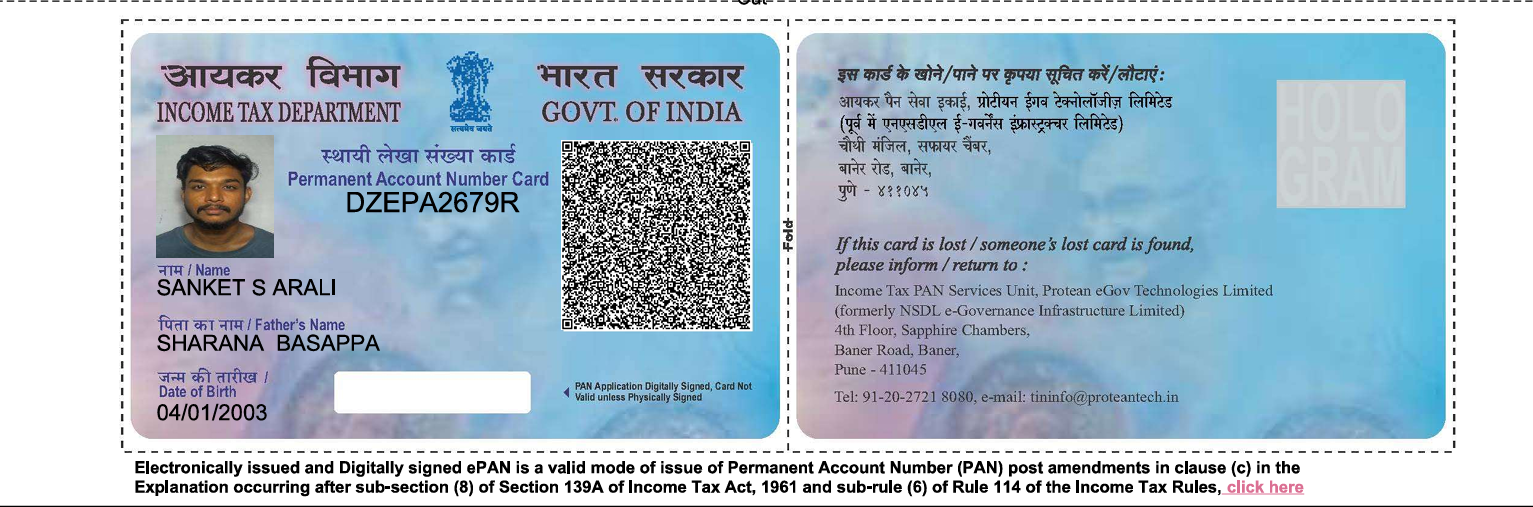 आयकर विभाग
INCOME TAX DEPARTMENT
सत्यमेव जयते
भारत सरकार
GOVT. OF INDIA
स्थायी लेखा संख्या कार्ड
Permanent Account Number Card
DZEPA2679R
नाम / Name
SANKET S ARALI
पिता का नाम / Father's Name
SHARANA BASAPPA
जन्म की तारीख /
Date of Birth
04/01/2003
PAN Application Digitally Signed, Card Not
Valid unless Physically Signed
Fold
इस कार्ड के खोने/पाने पर कृपया सूचित करें/लौटाएं :
आयकर पैन सेवा इकाई, प्रोटीयन ईगव टेक्नोलॉजीज़ लिमिटेड
(पूर्व में एनएसडीएल ई-गवर्नेंस इंफ्रास्ट्रक्चर लिमिटेड)
चौथी मंजिल, सफायर चैंबर,
बानेर रोड, बानेर,
पुणे - ४११०४५
HOLO
GRAM
If this card is lost / someone's lost card is found,
please inform / return to :
Income Tax PAN Services Unit, Protean eGov Technologies Limited
(formerly NSDL e-Governance Infrastructure Limited)
4th Floor, Sapphire Chambers,
Baner Road, Baner,
Pune - 411045
Tel: 91-20-2721 8080, e-mail: tininfo@proteantech.in
Electronically issued and Digitally signed ePAN is a valid mode of issue of Permanent Account Number (PAN) post amendments in clause (c) in the
Explanation occurring after sub-section (8) of Section 139A of Income Tax Act, 1961 and sub-rule (6) of Rule 114 of the Income Tax Rules, click here